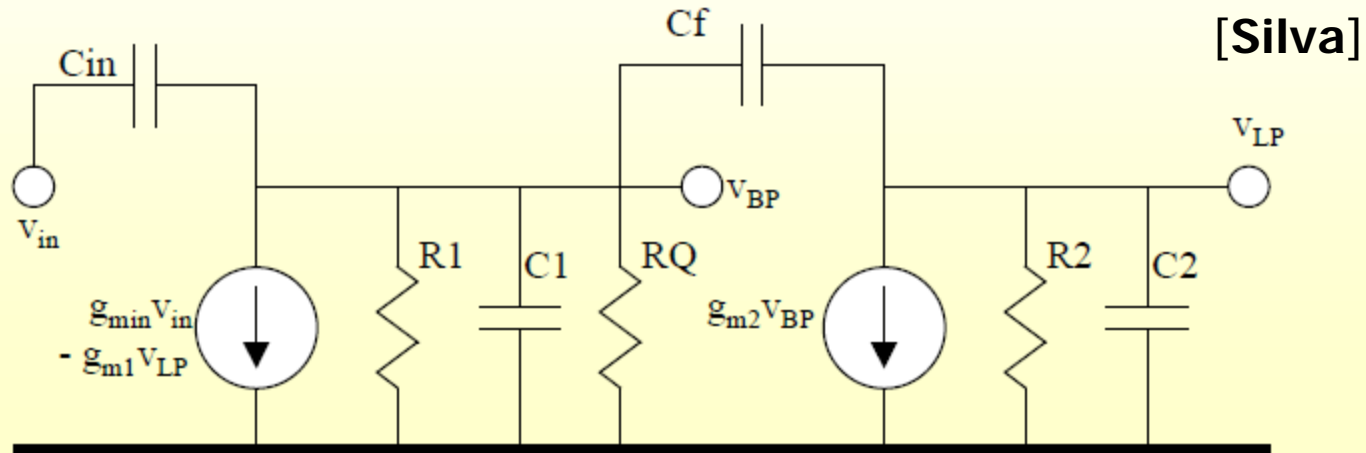 [Silva]
Cf
Cin
vLP
vin
vBP
R1
C1
RQ
R2
C2
gminvin
- gm1vLP
gm2vBP